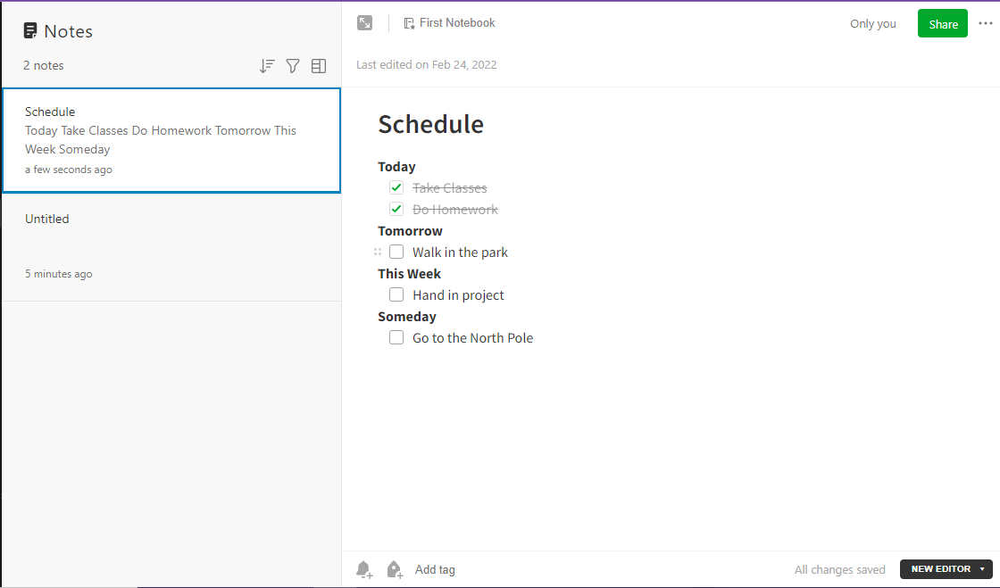 Notes
2 notes
Schedule
Today Take Classes Do Homework Tomorrow This
Week Someday
a few seconds ago
Untitled
5 minutes ago
First Notebook
Only you
Share
Last edited on Feb 24, 2022
Schedule
Today
Take Classes
Do Homework
Tomorrow
Walk in the park
This Week
Hand in project
Someday
Go to the North Pole
Add tag
All changes saved
NEW EDITOR